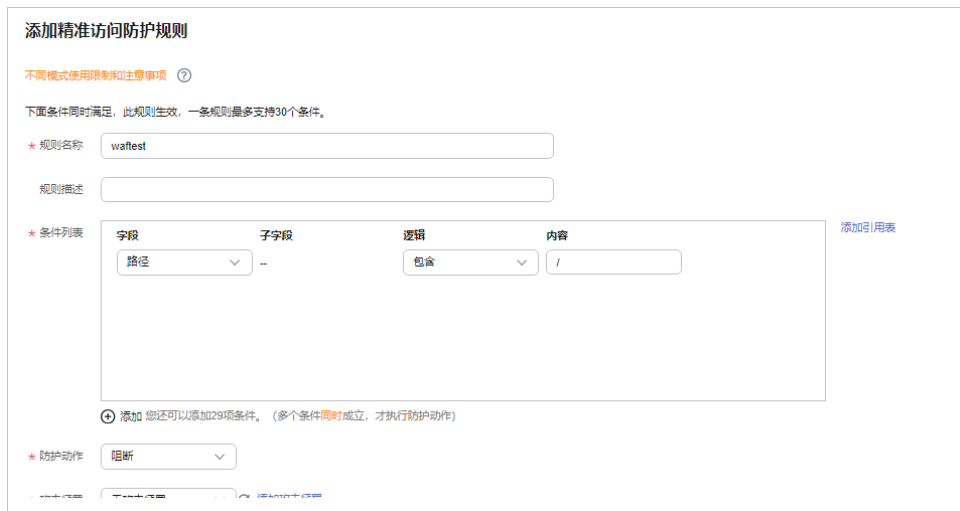 添加精准访问防护规则
不同模式使用限制和注意事项
下面条件同时满足，此规则生效，一条规则最多支持30个条件。
* 规则名称 waftest
规则描述
* 条件列表 字段 子字段 逻辑 内容 添加引用表
路径 -- 包含 /
添加 您还可以添加29项条件。（多个条件同时成立，才执行防护动作）
* 防护动作 阻断